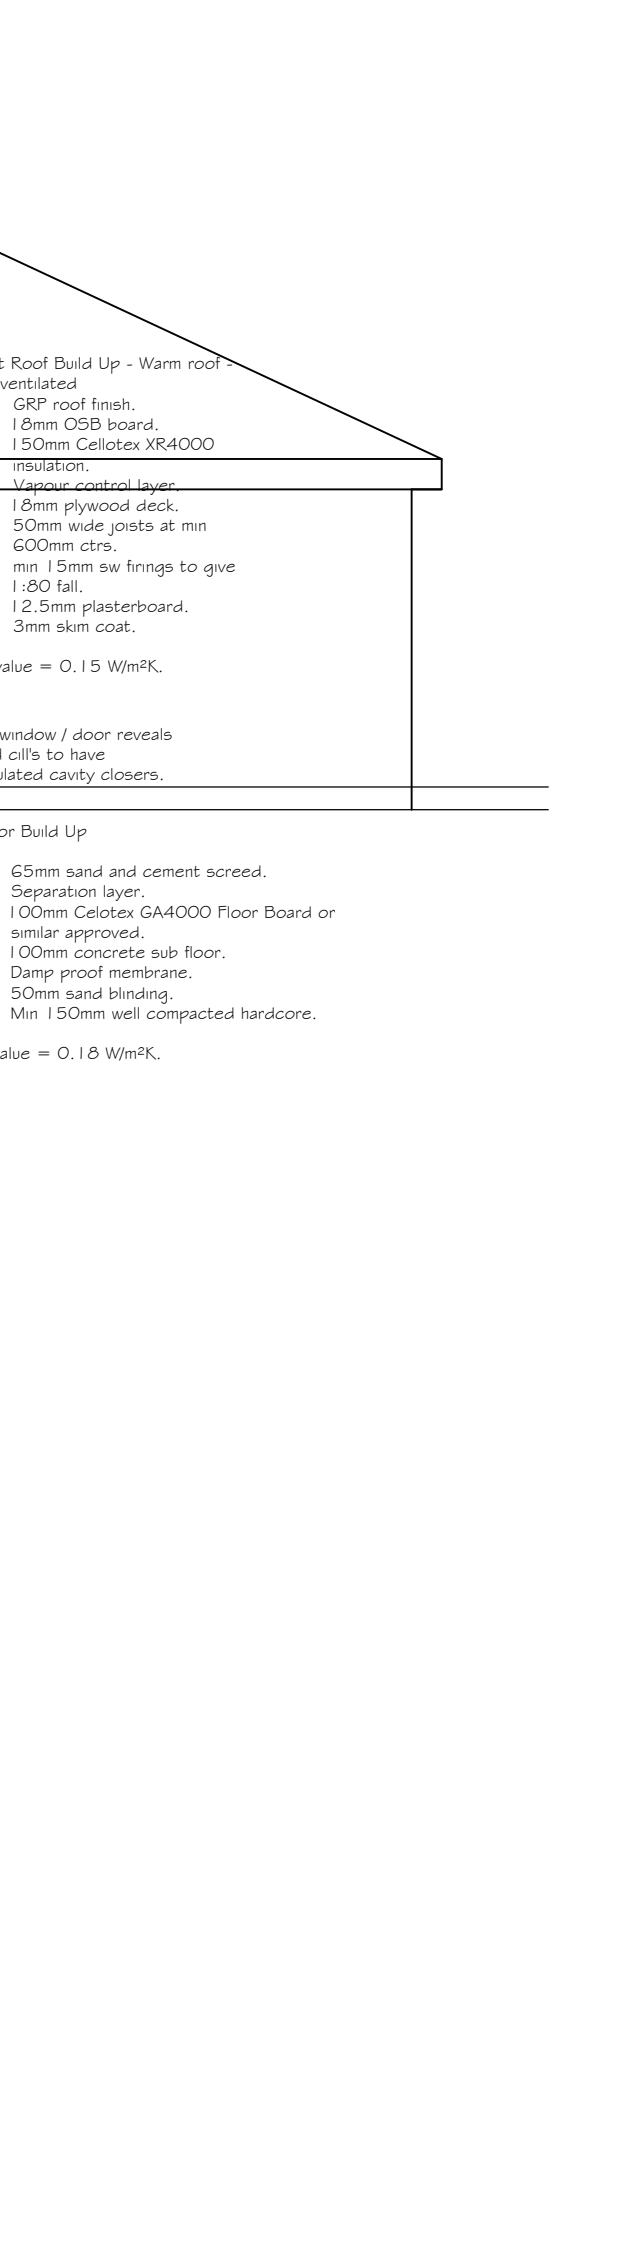 t Roof Build Up - Warm roof -
ventilated
GRP roof finish.
18mm OSB board.
150mm Cellotex XR4000
insulation.
Vapour control layer.
18mm plywood deck.
50mm wide joists at min
600mm ctrs.
min 15mm sw firings to give
1:80 fall.
12.5mm plasterboard.
3mm skim coat.
value = 0.15 W/m²K.
window / door reveals
d cill's to have
ulated cavity closers.
or Build Up
65mm sand and cement screed.
Separation layer.
100mm Celotex GA4000 Floor Board or
similar approved.
100mm concrete sub floor.
Damp proof membrane.
50mm sand blinding.
Min 150mm well compacted hardcore.
alue = 0.18 W/m²K.